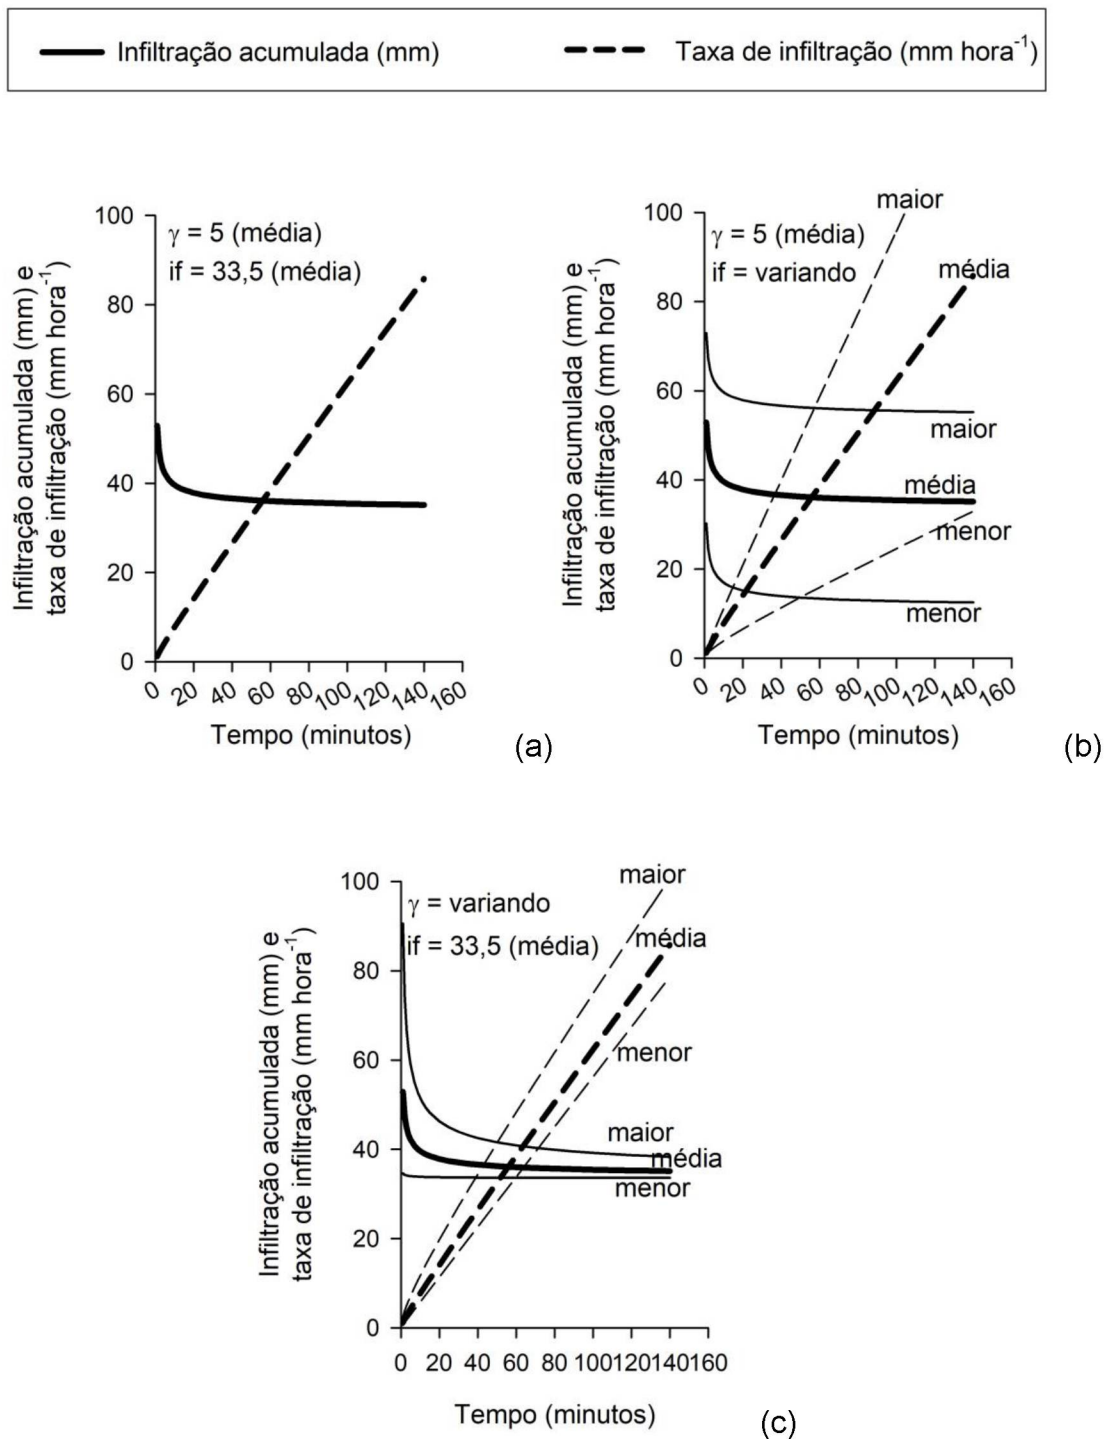 Infiltração acumulada (mm) Taxa de infiltração (mm hora⁻¹)
Infiltração acumulada (mm) e
taxa de infiltração (mm hora⁻¹)
γ = 5 (média)
if = 33,5 (média)
100
80
60
40
20
0
0 20 40 60 80 100 120 140 160
Tempo (minutos)
(a)
Infiltração acumulada (mm) e
taxa de infiltração (mm hora⁻¹)
γ = 5 (média)
if = variando
maior
média
maior
média
menor
menor
100
80
60
40
20
0
0 20 40 60 80 100 120 140 160
Tempo (minutos)
(b)
Infiltração acumulada (mm) e
taxa de infiltração (mm hora⁻¹)
γ = variando
if = 33,5 (média)
maior
média
menor
maior
média
menor
100
80
60
40
20
0
0 20 40 60 80 100 120 140 160
Tempo (minutos)
(c)